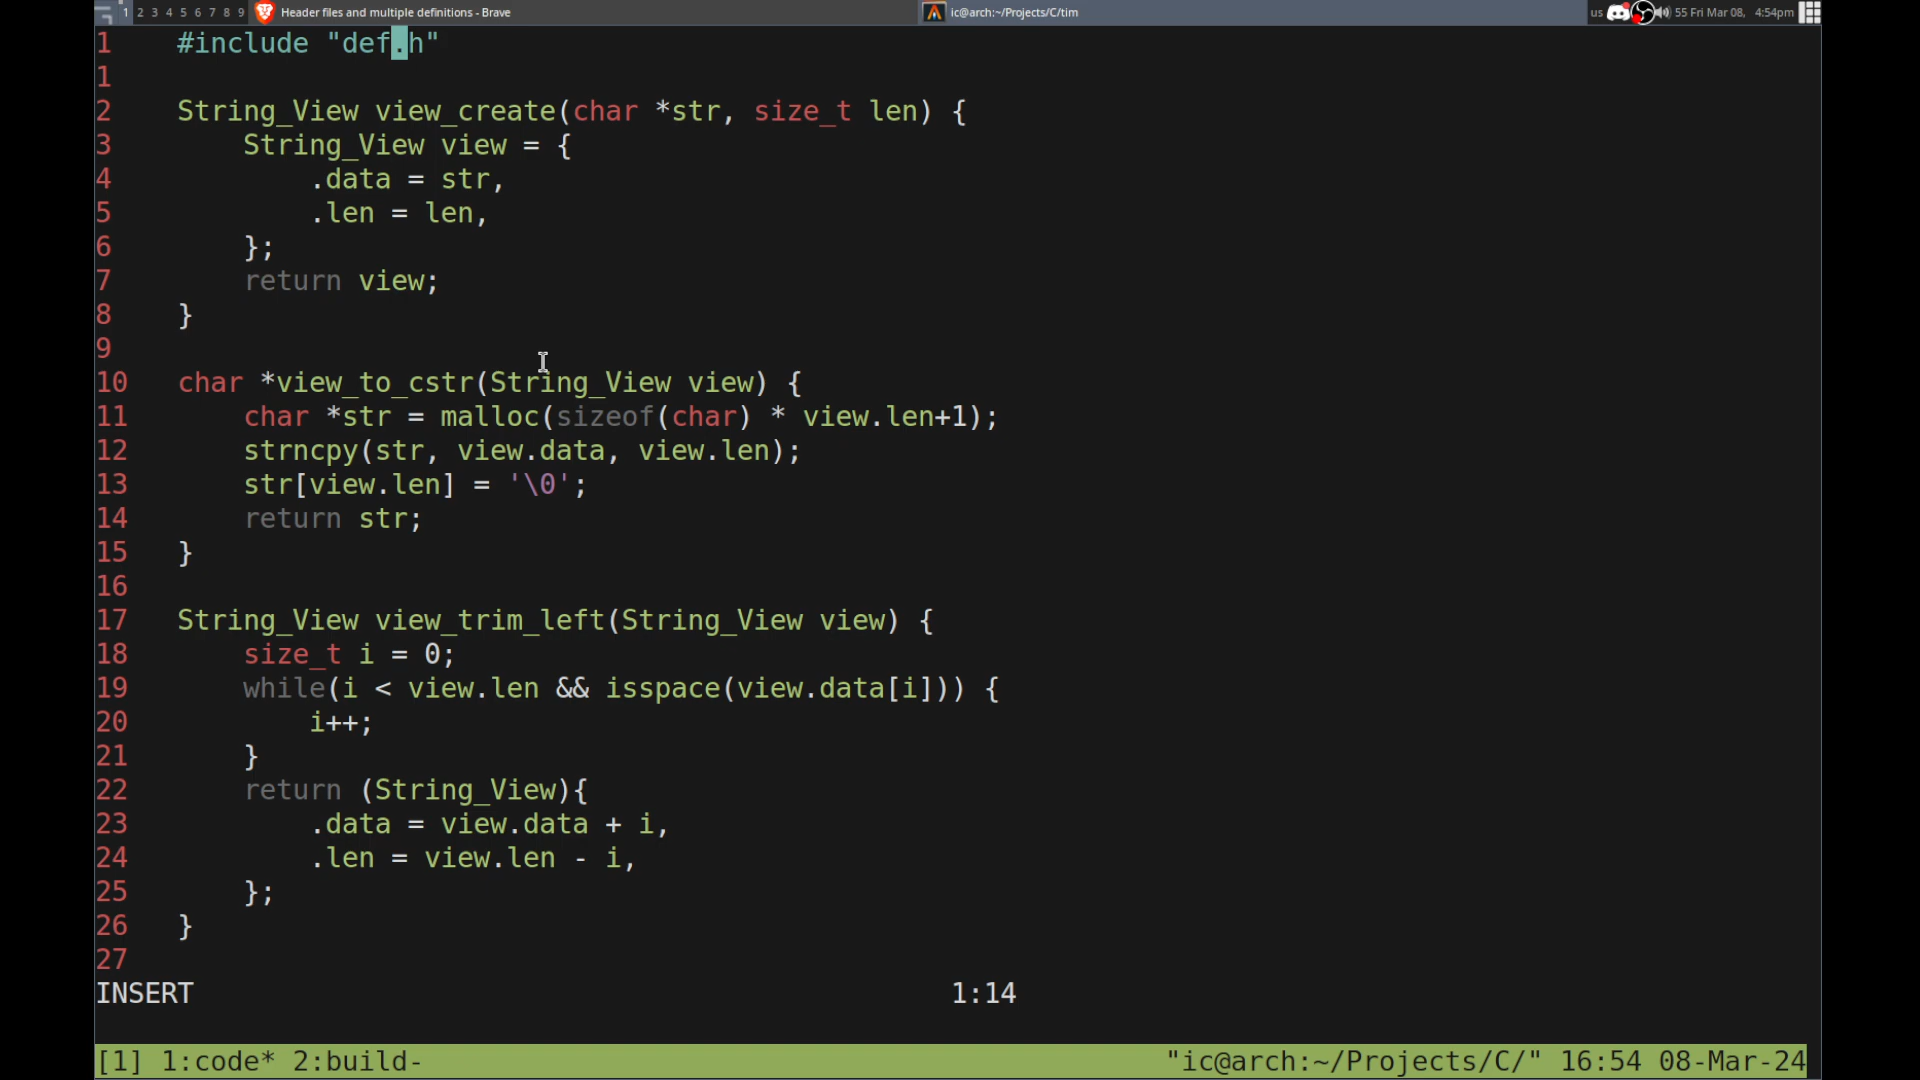 1 2 3 4 5 6 7 8 9 Header files and multiple definitions - Brave ic@arch:~/Projects/C/tim us 55 Fri Mar 08, 4:54pm
1 #include "def.h"
1
2 String_View view_create(char *str, size_t len) {
3 String_View view = {
4 .data = str,
5 .len = len,
6 };
7 return view;
8 }
9
10 char *view_to_cstr(String_View view) {
11 char *str = malloc(sizeof(char) * view.len+1);
12 strncpy(str, view.data, view.len);
13 str[view.len] = '\0';
14 return str;
15 }
16
17 String_View view_trim_left(String_View view) {
18 size_t i = 0;
19 while(i < view.len && isspace(view.data[i])) {
20 i++;
21 }
22 return (String_View){
23 .data = view.data + i,
24 .len = view.len - i,
25 };
26 }
27
INSERT 1:14
[1] 1:code* 2:build- "ic@arch:~/Projects/C/" 16:54 08-Mar-24